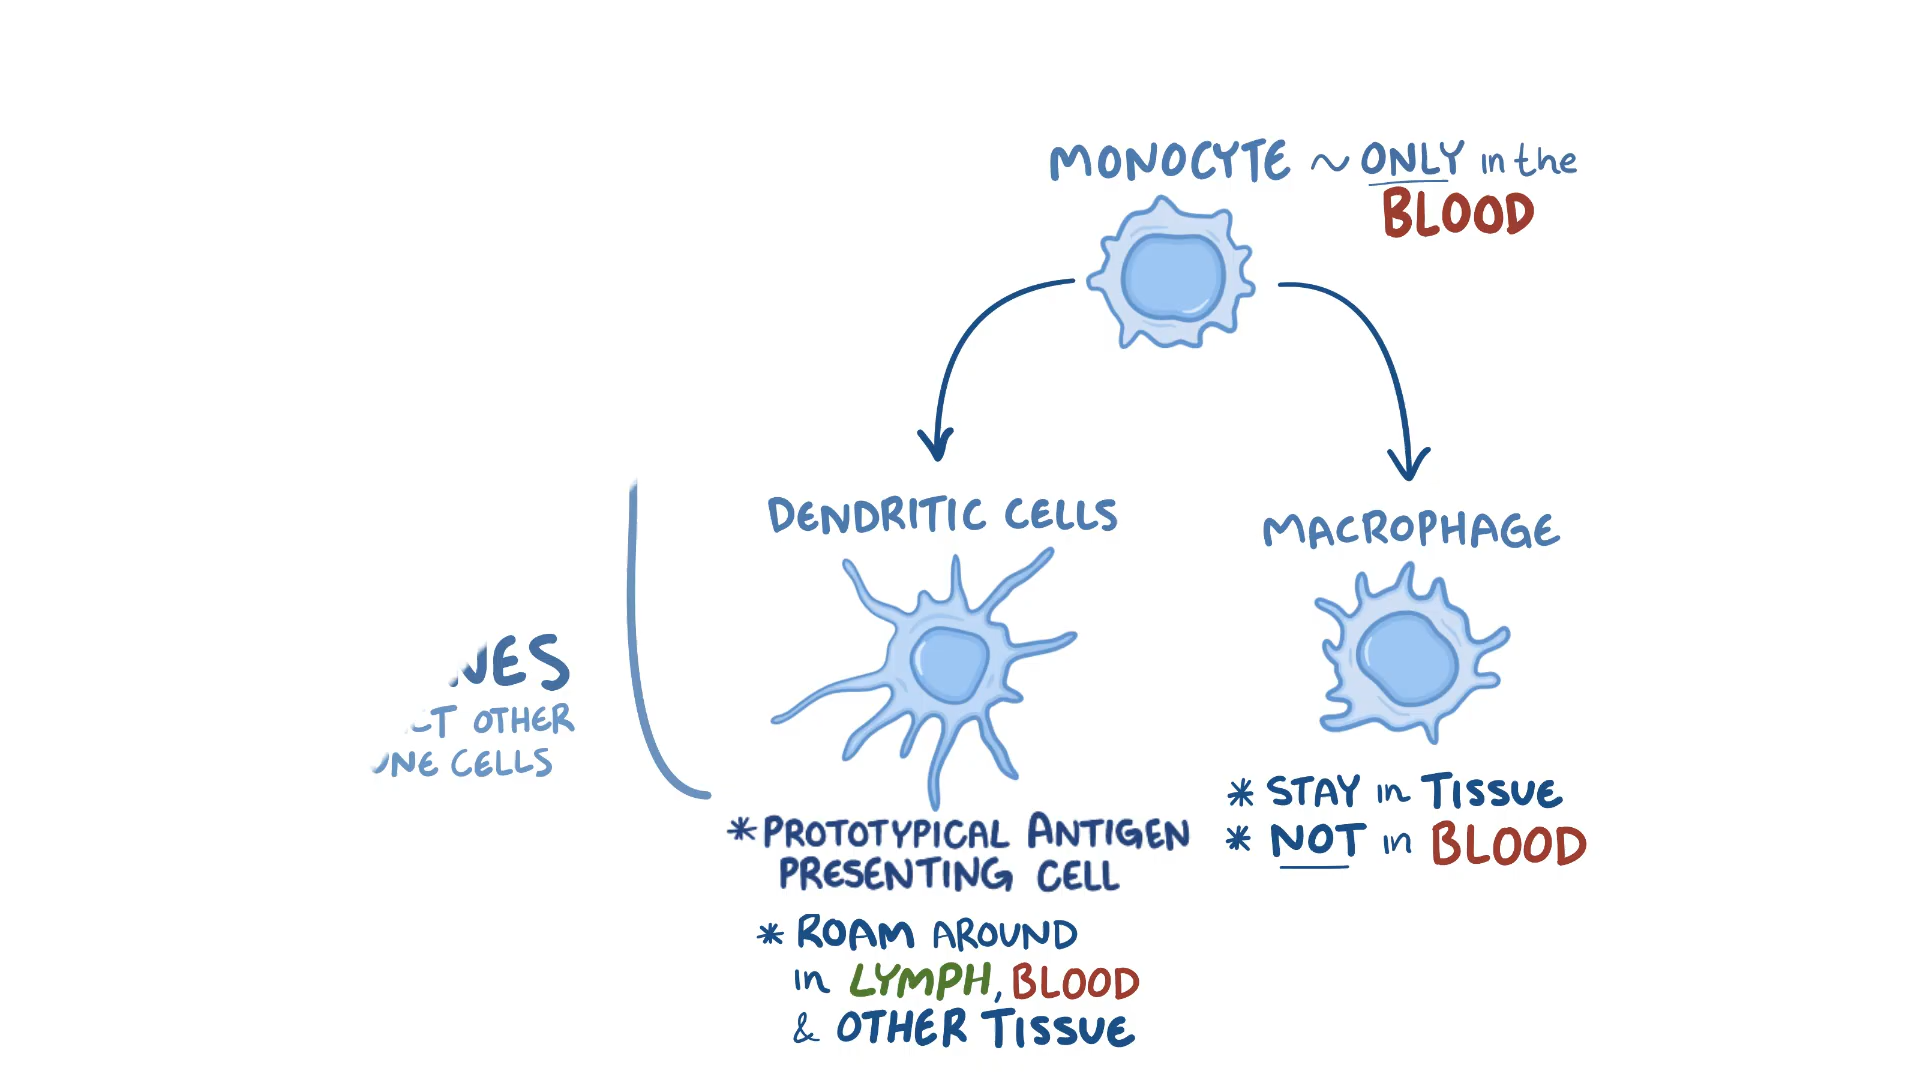 MONOCYTE ~ ONLY in the
BLOOD
DENDRITIC CELLS
MACROPHAGE
OTHER
CELLS
* STAY in TISSUE
* NOT in BLOOD
* PROTOTYPICAL ANTIGEN
PRESENTING CELL
* ROAM AROUND
in LYMPH, BLOOD
& OTHER TISSUE